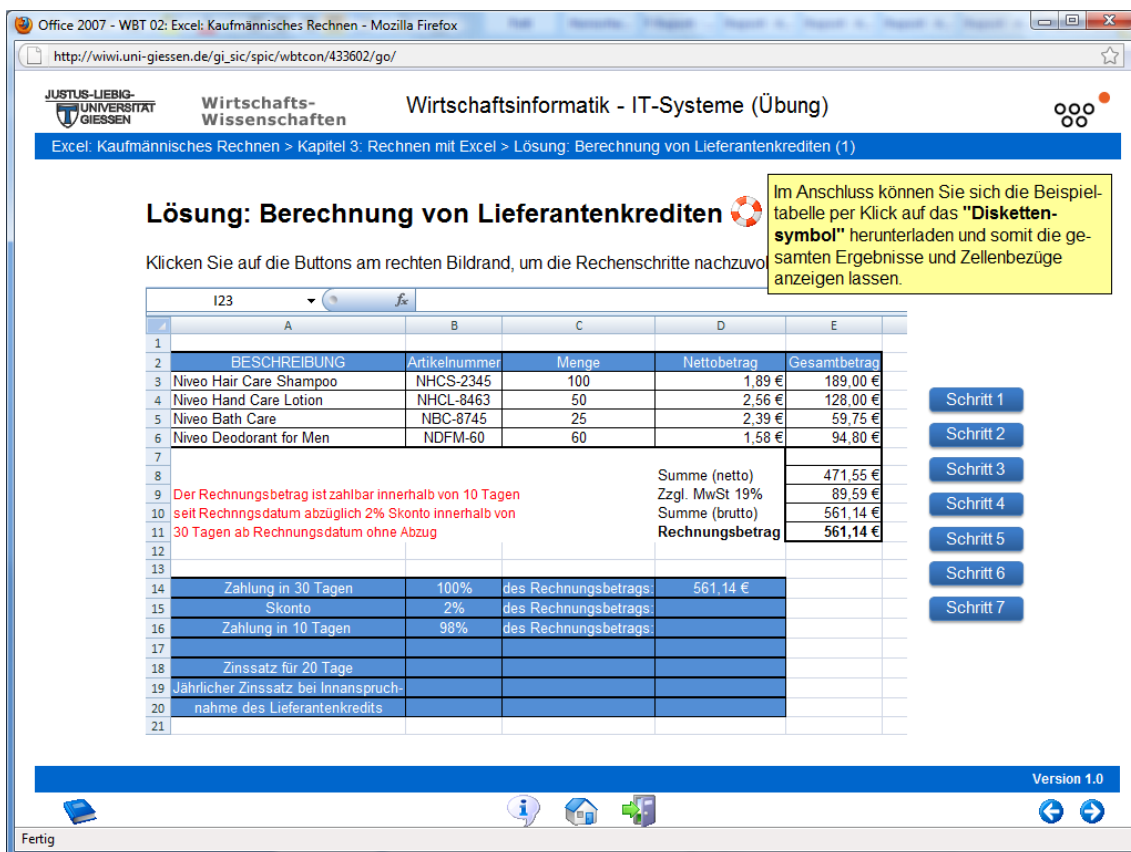 Office 2007 - WBT 02: Excel: Kaufmännisches Rechnen - Mozilla Firefox
http://wiwi.uni-giessen.de/gi_sic/spic/wbtcon/433602/go/
JUSTUS-LIEBIG-
UNIVERSITÄT
GIESSEN
Wirtschafts-
Wissenschaften
Wirtschaftsinformatik - IT-Systeme (Übung)
Excel: Kaufmännisches Rechnen > Kapitel 3: Rechnen mit Excel > Lösung: Berechnung von Lieferantenkrediten (1)
Im Anschluss können Sie sich die Beispiel-
tabelle per Klick auf das "Disketten-
symbol" herunterladen und somit die ge-
samten Ergebnisse und Zellenbezüge
anzeigen lassen.
Lösung: Berechnung von Lieferantenkrediten
Klicken Sie auf die Buttons am rechten Bildrand, um die Rechenschritte nachzuvol
I23 fx
A B C D E
1
2 BESCHREIBUNG Artikelnummer Menge Nettobetrag Gesamtbetrag
3 Niveo Hair Care Shampoo NHCS-2345 100 1,89 € 189,00 €
4 Niveo Hand Care Lotion NHCL-8463 50 2,56 € 128,00 €
5 Niveo Bath Care NBC-8745 25 2,39 € 59,75 €
6 Niveo Deodorant for Men NDFM-60 60 1,58 € 94,80 €
7
8 Summe (netto) 471,55 €
9 Der Rechnungsbetrag ist zahlbar innerhalb von 10 Tagen Zzgl. MwSt 19% 89,59 €
10 seit Rechnngsdatum abzüglich 2% Skonto innerhalb von Summe (brutto) 561,14 €
11 30 Tagen ab Rechnungsdatum ohne Abzug Rechnungsbetrag 561,14 €
12
13
14 Zahlung in 30 Tagen 100% des Rechnungsbetrags: 561,14 €
15 Skonto 2% des Rechnungsbetrags:
16 Zahlung in 10 Tagen 98% des Rechnungsbetrags:
17
18 Zinssatz für 20 Tage
19 Jährlicher Zinssatz bei Innanspruch-
20 nahme des Lieferantenkredits
21
Schritt 1
Schritt 2
Schritt 3
Schritt 4
Schritt 5
Schritt 6
Schritt 7
Version 1.0
Fertig